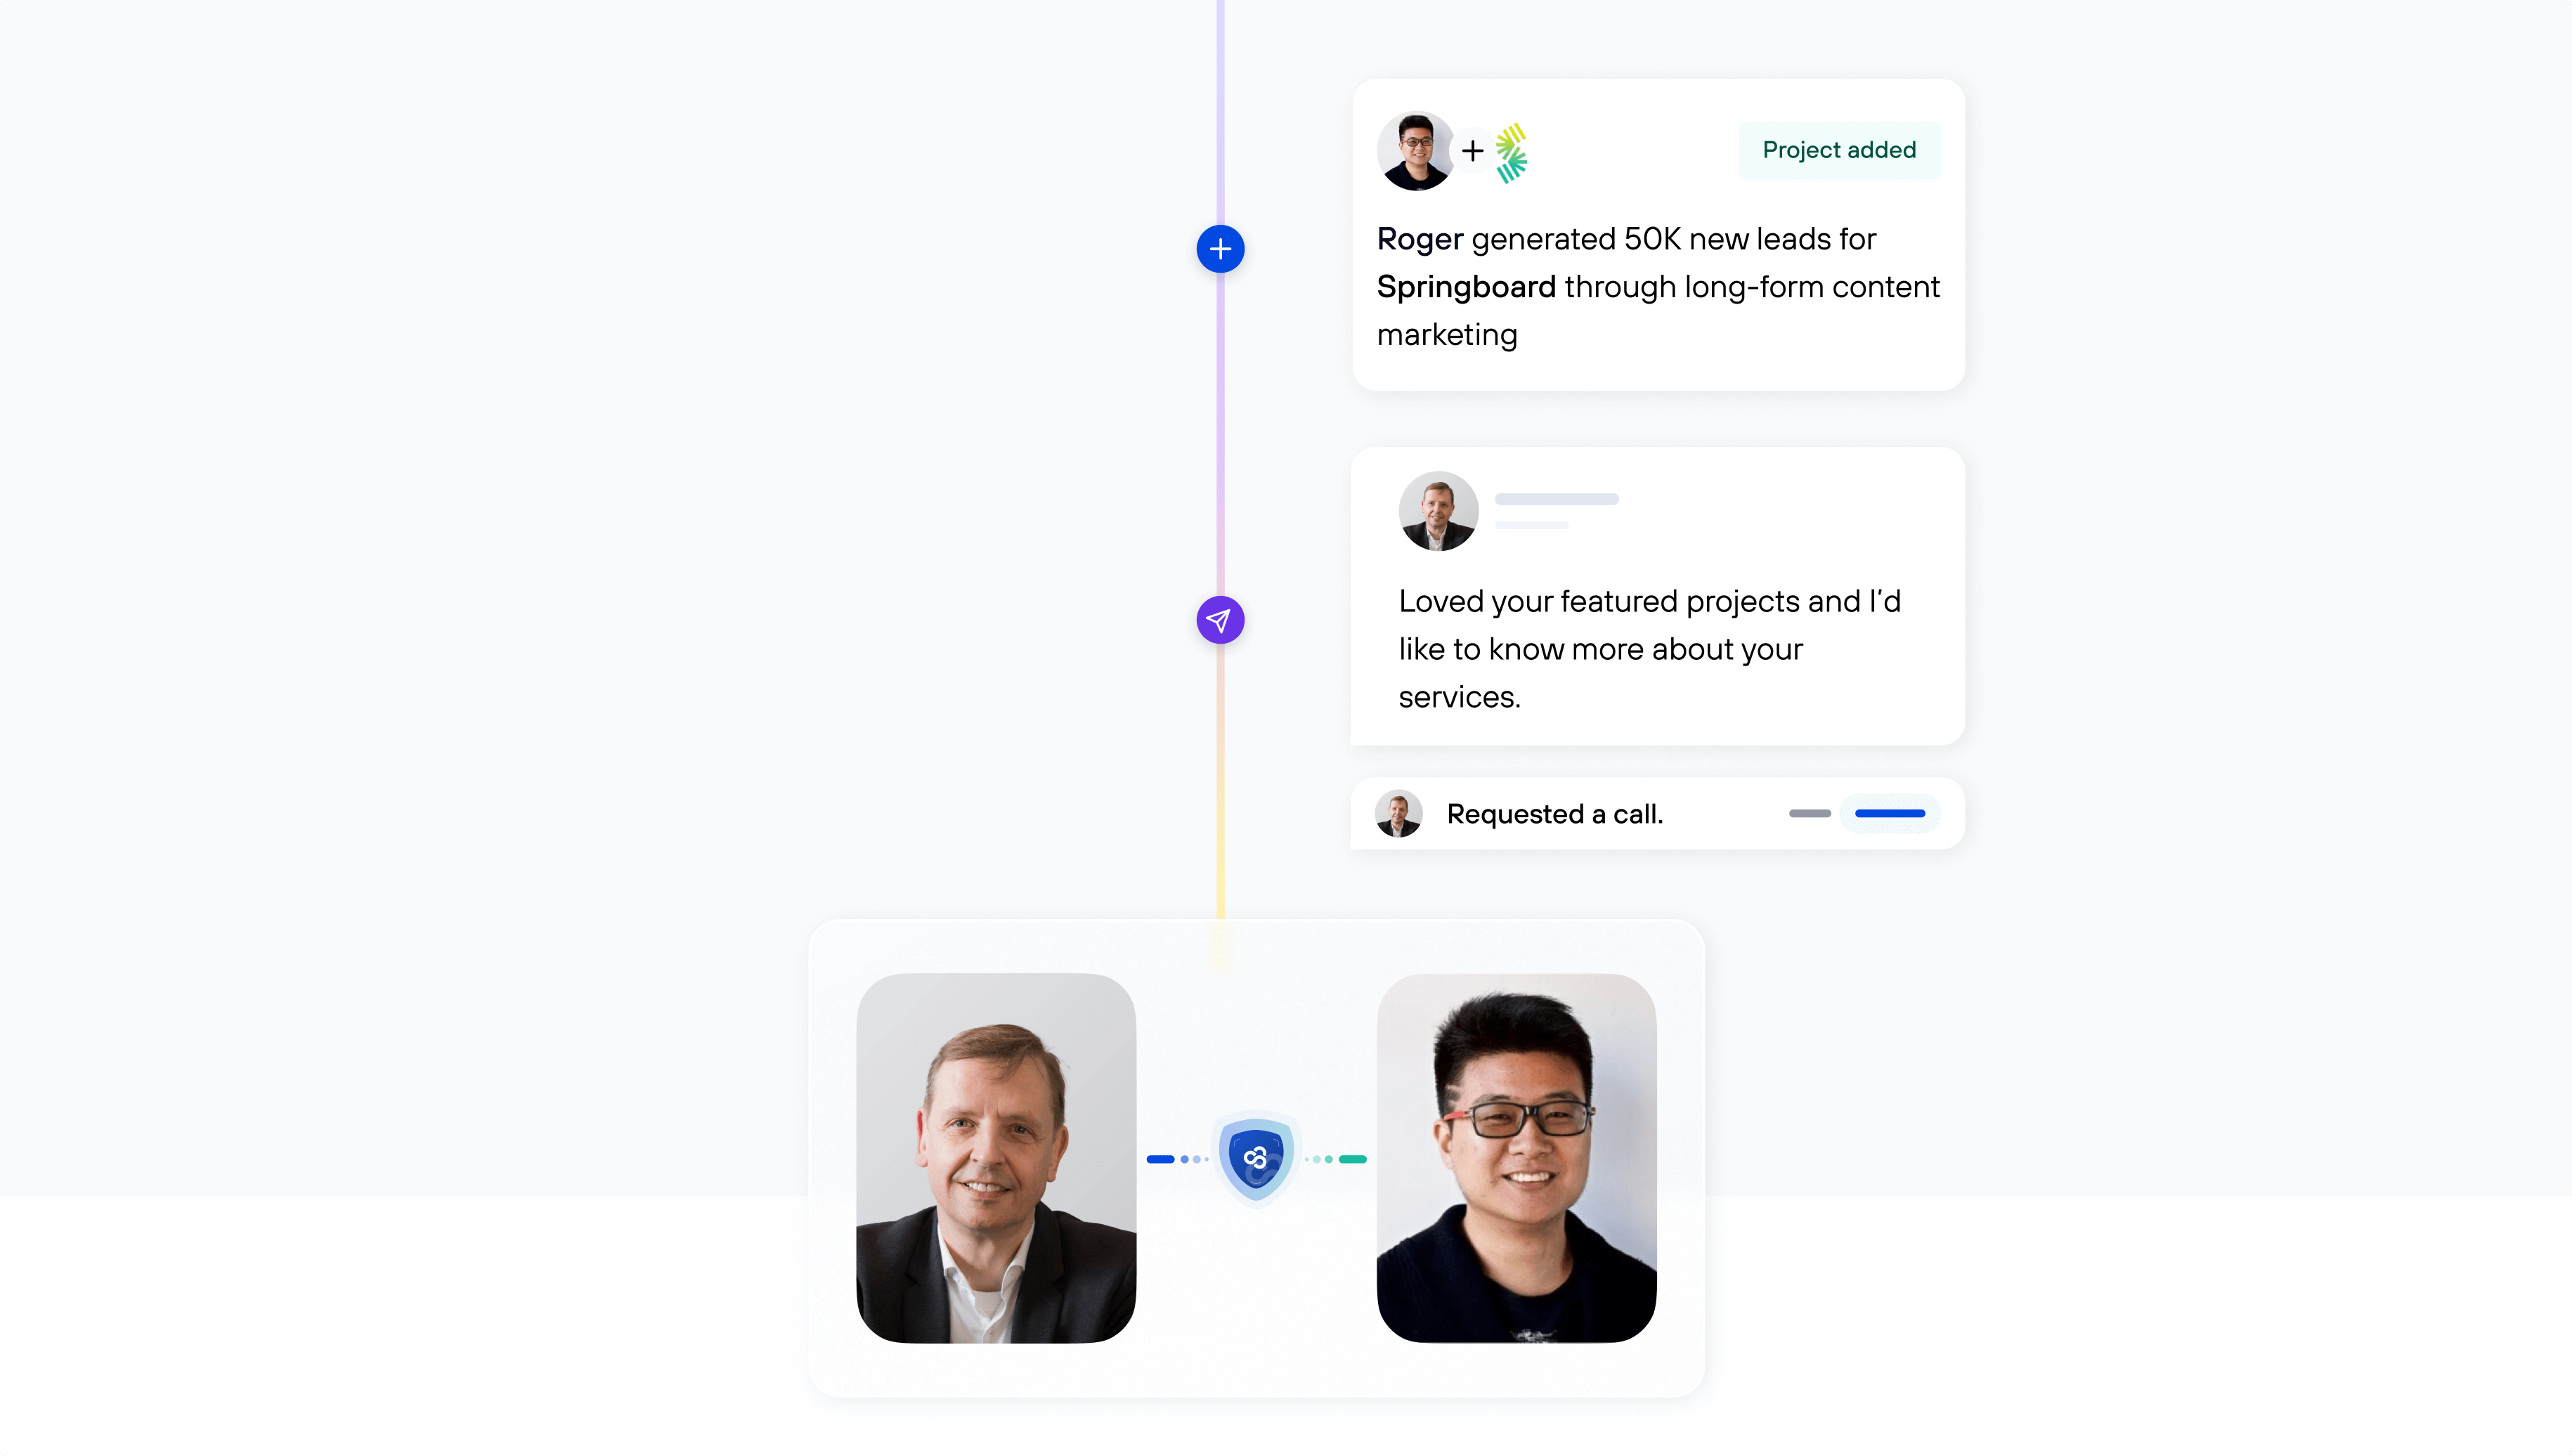 Project added
Roger generated 50K new leads for
Springboard through long-form content
marketing
Loved your featured projects and I’d
like to know more about your
services.
Requested a call.